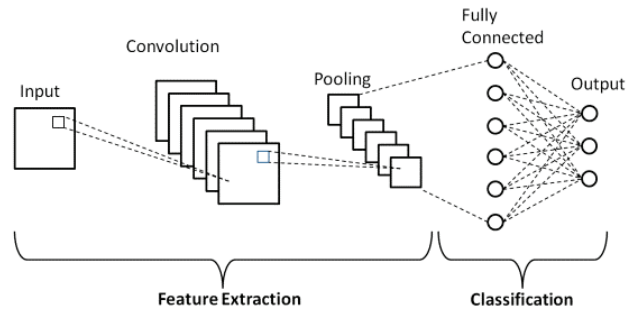 Fully
Connected
Convolution
Pooling
Output
Input
Feature Extraction
Classification